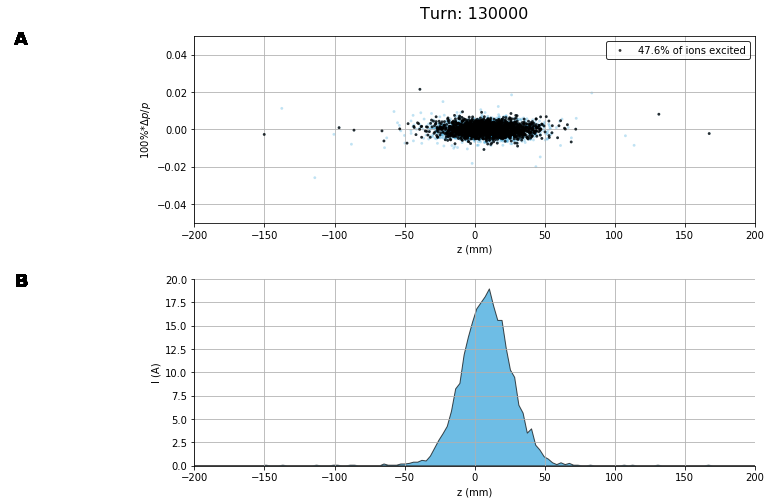 Turn: 130000
A
0.04
0.02
0.00
−0.02
−0.04
100%*Δp/p
47.6% of ions excited
−200 −150 −100 −50 0 50 100 150 200
z (mm)
B
20.0
17.5
15.0
12.5
10.0
7.5
5.0
2.5
0.0
I (A)
−200 −150 −100 −50 0 50 100 150 200
z (mm)